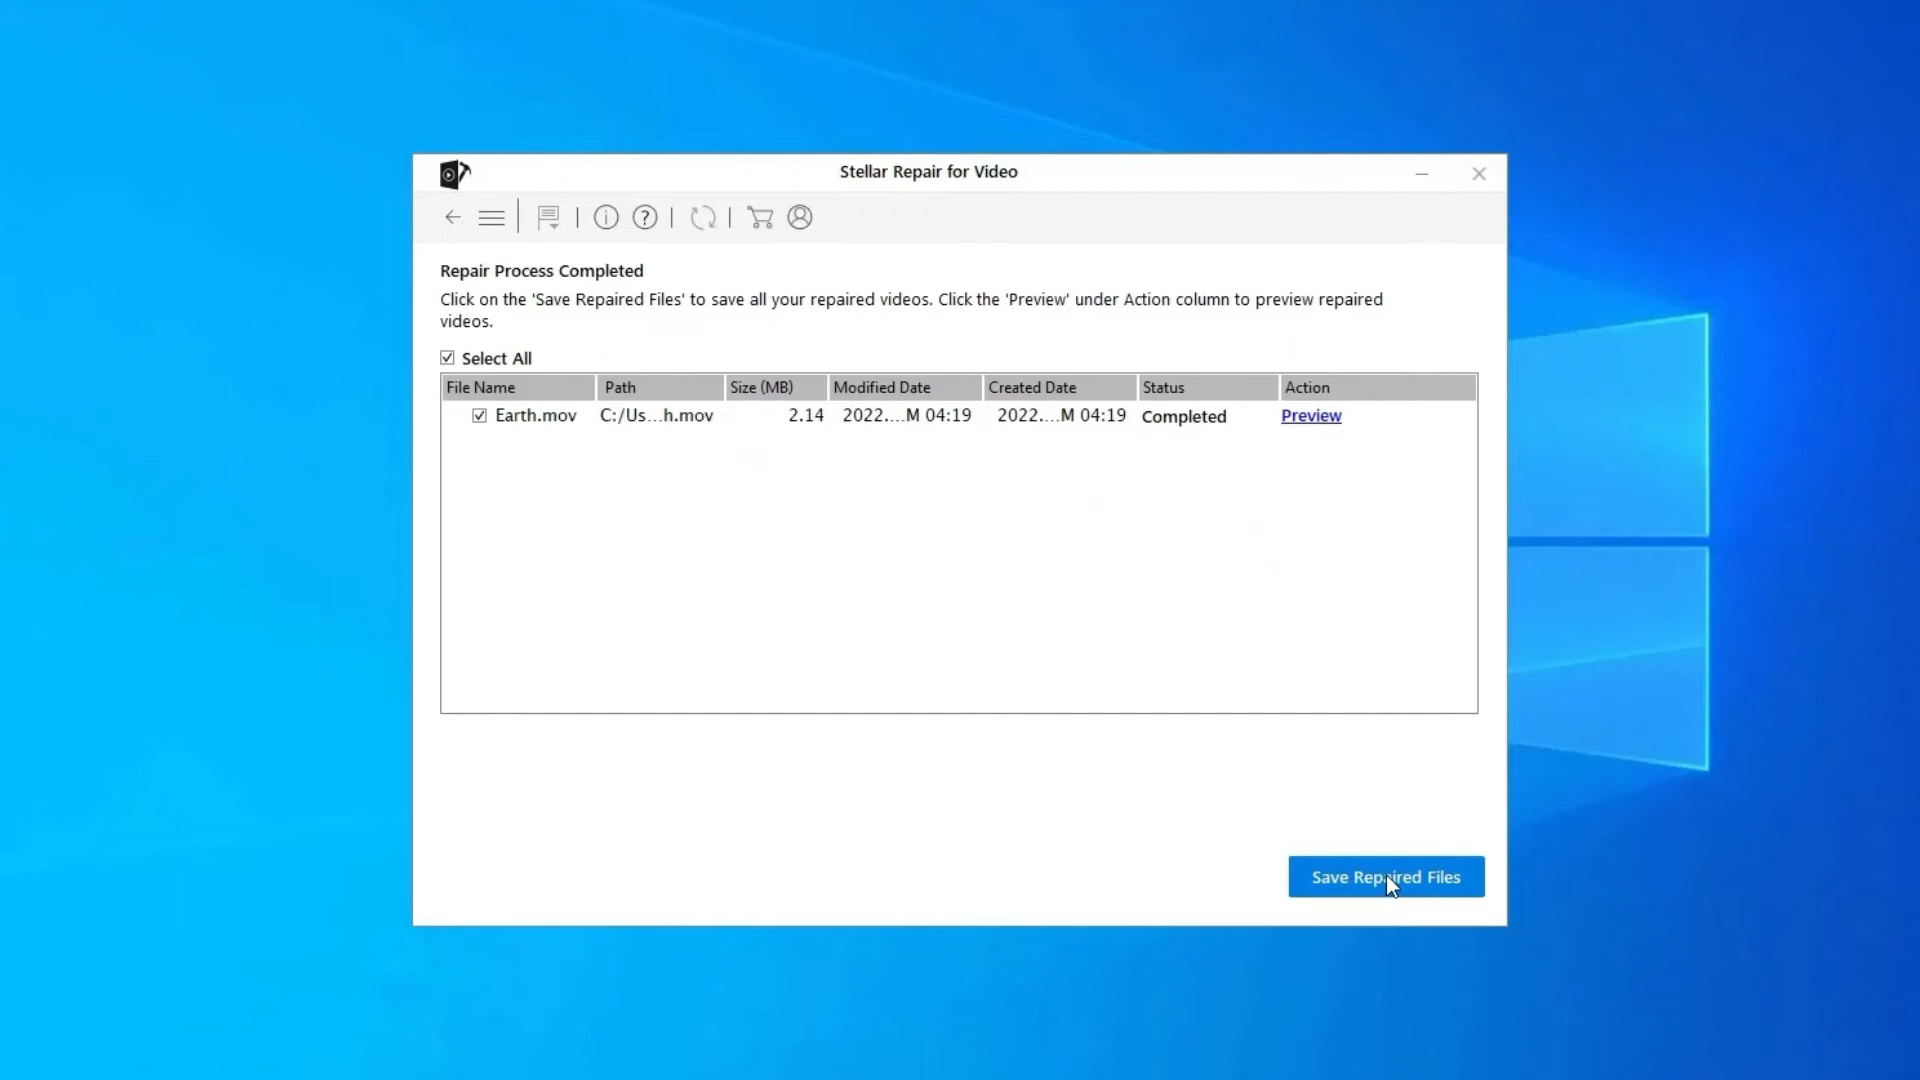 Stellar Repair for Video
Repair Process Completed
Click on the 'Save Repaired Files' to save all your repaired videos. Click the 'Preview' under Action column to preview repaired
videos.
Select All
File Name Path Size (MB) Modified Date Created Date Status Action
Earth.mov C:/Us...h.mov 2.14 2022....M 04:19 2022....M 04:19 Completed Preview
Save Repaired Files